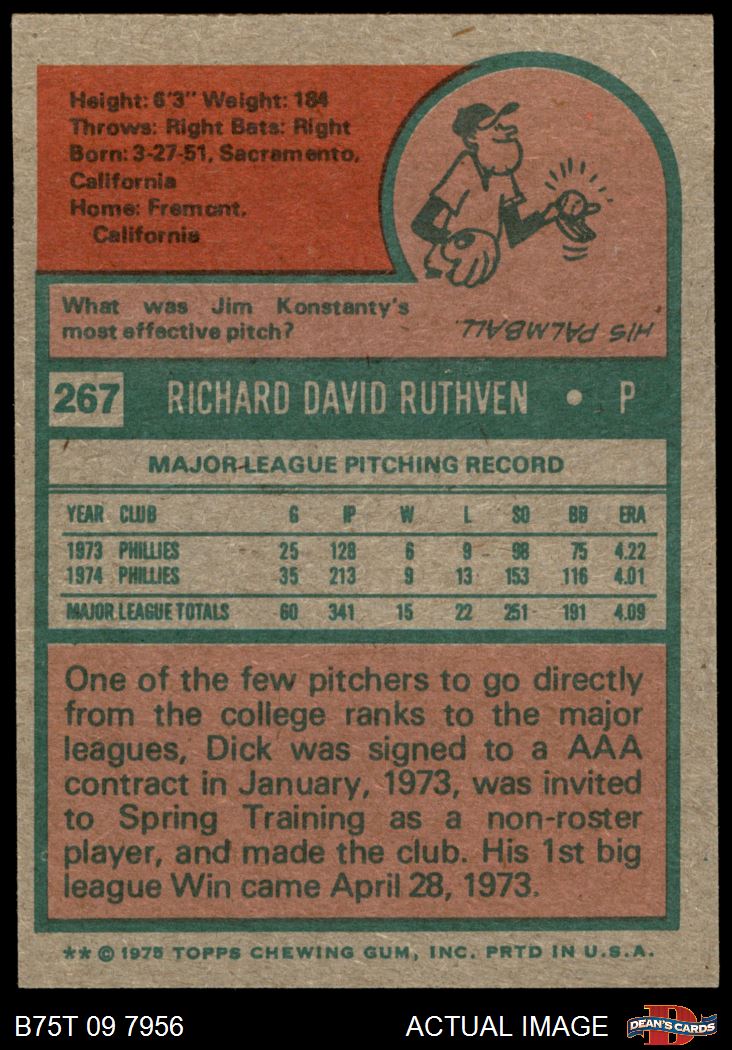 Height: 6'3" Weight: 184
Throws: Right Bats: Right
Born: 3-27-51, Sacramento,
California
Home: Fremont,
California
What was Jim Konstanty's
most effective pitch?
HIS PALMBALL.
267 RICHARD DAVID RUTHVEN • P
MAJOR-LEAGUE PITCHING RECORD
YEAR CLUB G IP W L SO BB ERA
1973 PHILLIES 25 128 6 9 98 75 4.22
1974 PHILLIES 35 213 9 13 153 116 4.01
MAJOR LEAGUE TOTALS 60 341 15 22 251 191 4.09
One of the few pitchers to go directly
from the college ranks to the major
leagues, Dick was signed to a AAA
contract in January, 1973, was invited
to Spring Training as a non-roster
player, and made the club. His 1st big
league Win came April 28, 1973.
** © 1975 TOPPS CHEWING GUM, INC. PRTD IN U.S.A.
B75T 09 7956 ACTUAL IMAGE D DEAN'S CARDS